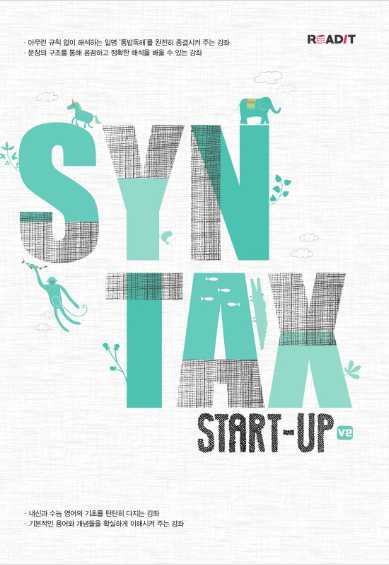 · 아무런 규칙 없이 해석하는 일명 '통밥독해'를 완전히 종결시켜 주는 강좌
· 문장의 구조를 통해 꼼꼼하고 정확한 해석을 배울 수 있는 강좌
READIT
SYN
TAX
START-UP V2
· 내신과 수능 영어의 기초를 탄탄히 다지는 강좌
· 기본적인 용어와 개념들을 확실하게 이해시켜 주는 강좌